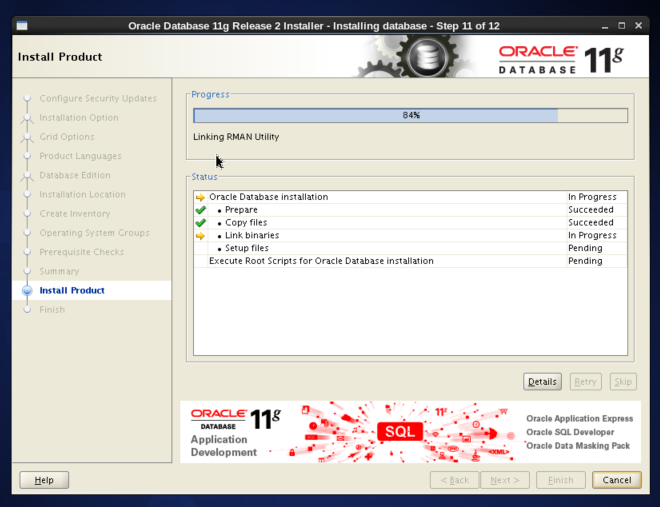 Oracle Database 11g Release 2 Installer - Installing database - Step 11 of 12
Install Product
ORACLE
DATABASE
11g
Configure Security Updates
Installation Option
Grid Options
Product Languages
Database Edition
Installation Location
Create Inventory
Operating System Groups
Prerequisite Checks
Summary
Install Product
Finish
Progress
84%
Linking RMAN Utility
Status
Oracle Database installation In Progress
• Prepare Succeeded
• Copy files Succeeded
• Link binaries In Progress
• Setup files Pending
Execute Root Scripts for Oracle Database installation Pending
Details Retry Skip
ORACLE
DATABASE
11g
Application
Development
SQL
11g
<XML>
Oracle Application Express
Oracle SQL Developer
Oracle Data Masking Pack
Help < Back Next > Finish Cancel